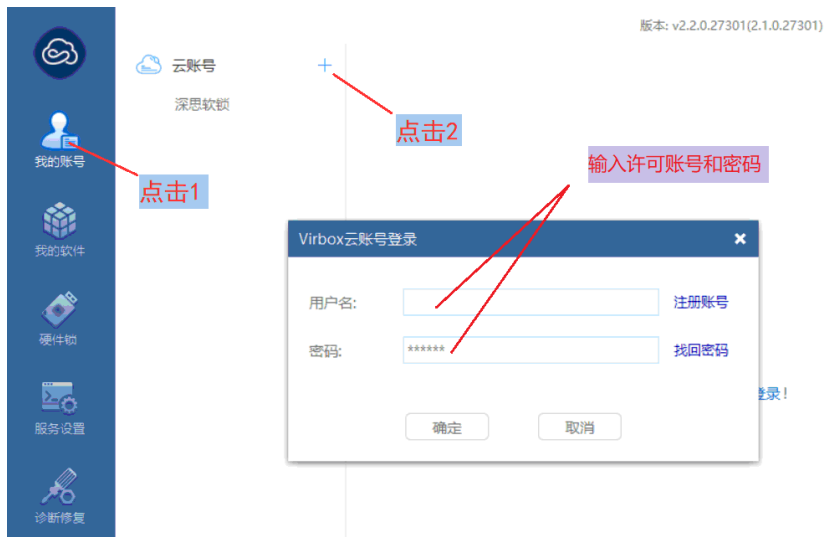 版本: v2.2.0.27301(2.1.0.27301)
云账号
深思软锁
点击2
我的账号
点击1
输入许可账号和密码
我的软件
Virbox云账号登录
用户名:
注册账号
硬件锁
密码:
******
找回密码
登录！
服务设置
确定
取消
诊断修复